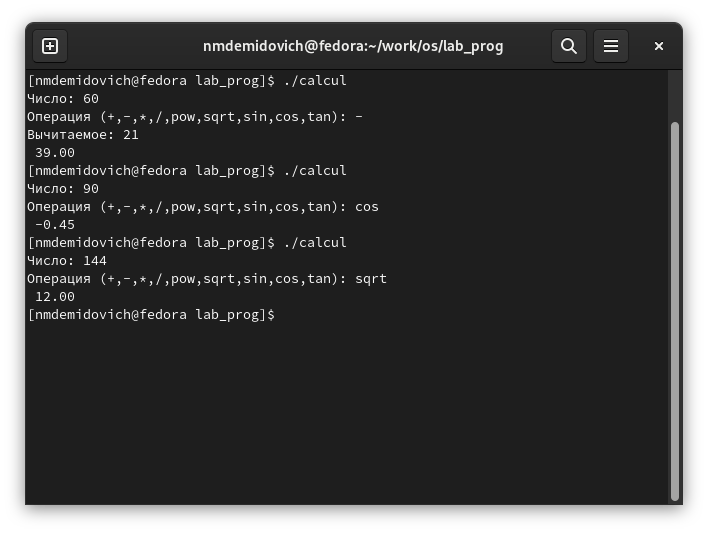 nmdemidovich@fedora:~/work/os/lab_prog
[nmdemidovich@fedora lab_prog]$ ./calcul
Число: 60
Операция (+,-,*,/,pow,sqrt,sin,cos,tan): -
Вычитаемое: 21
39.00
[nmdemidovich@fedora lab_prog]$ ./calcul
Число: 90
Операция (+,-,*,/,pow,sqrt,sin,cos,tan): cos
-0.45
[nmdemidovich@fedora lab_prog]$ ./calcul
Число: 144
Операция (+,-,*,/,pow,sqrt,sin,cos,tan): sqrt
12.00
[nmdemidovich@fedora lab_prog]$